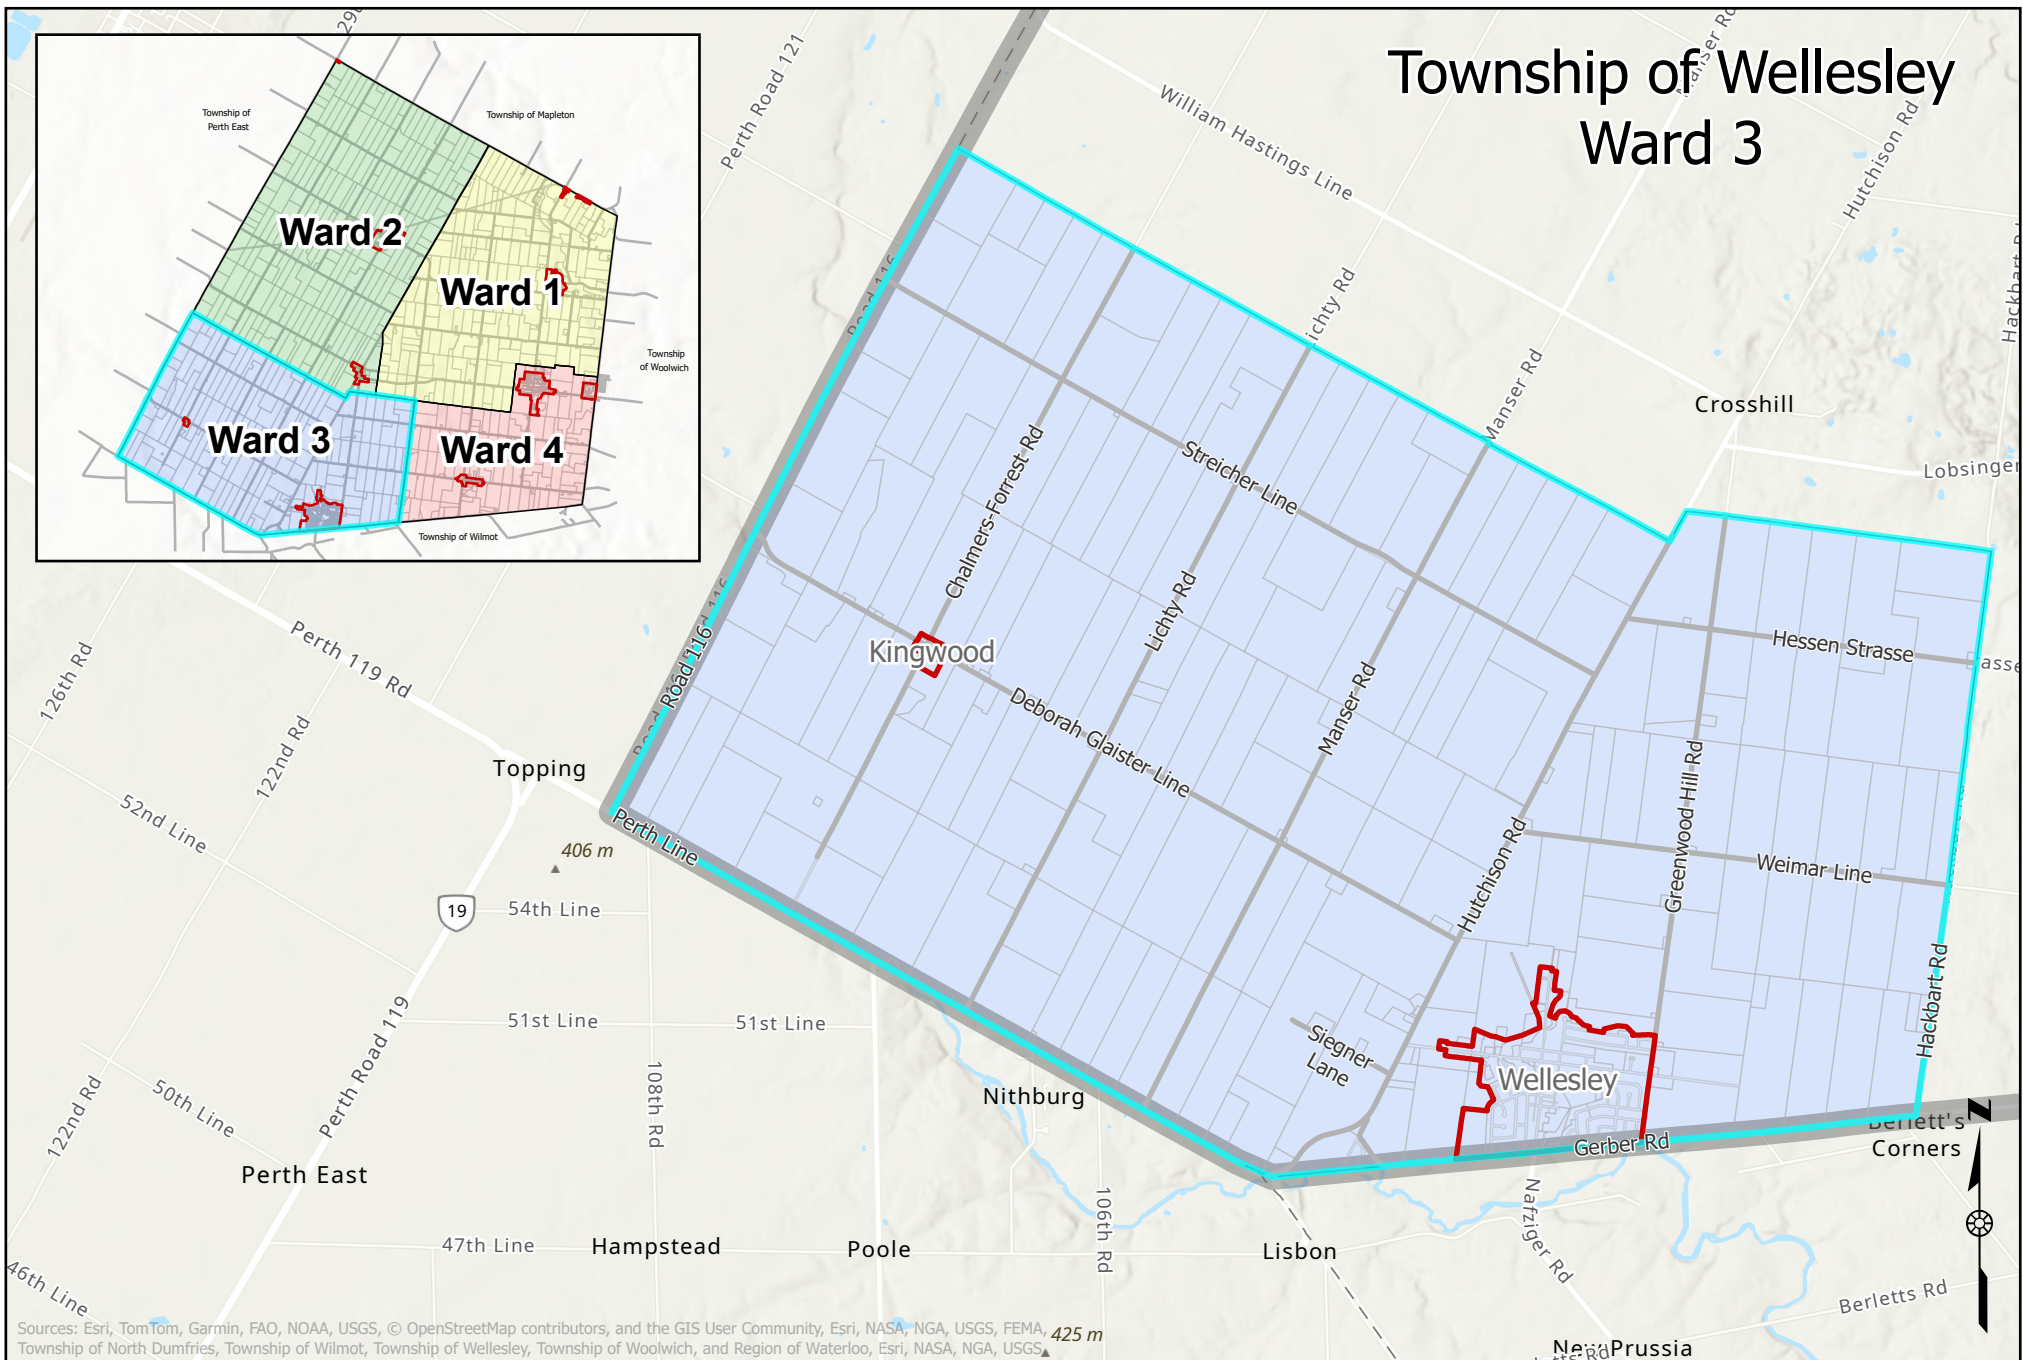 Township of Wellesley
Ward 3
Township of
Perth East
Township of Mapleton
Township
of Woolwich
Township of Wilmot
Ward 2
Ward 1
Ward 3
Ward 4
Perth Road 121
William Hastings Line
Manser Rd
Hutchison Rd
Lichty Rd
Manser Rd
Crosshill
Lobsinger
Streicher Line
Chalmers-Forrest Rd
Lichty Rd
Manser Rd
Hessen Strasse
Kingwood
Road 116
Deborah Glaister Line
Greenwood Hill Rd
Hutchison Rd
Weimar Line
Hackbart Rd
Perth Line
Siegner
Lane
Wellesley
Gerber Rd
Berlett's
Corners
N
126th Rd
Perth 119 Rd
122nd Rd
Topping
52nd Line
406 m
19
54th Line
51st Line
51st Line
Perth Road 119
108th Rd
50th Line
122nd Rd
Nithburg
Perth East
106th Rd
47th Line
Hampstead
Poole
Lisbon
Nafziger Rd
46th Line
Berletts Rd
425 m
New Prussia
Sources: Esri, TomTom, Garmin, FAO, NOAA, USGS, © OpenStreetMap contributors, and the GIS User Community, Esri, NASA, NGA, USGS, FEMA,
Township of North Dumfries, Township of Wilmot, Township of Wellesley, Township of Woolwich, and Region of Waterloo, Esri, NASA, NGA, USGS,